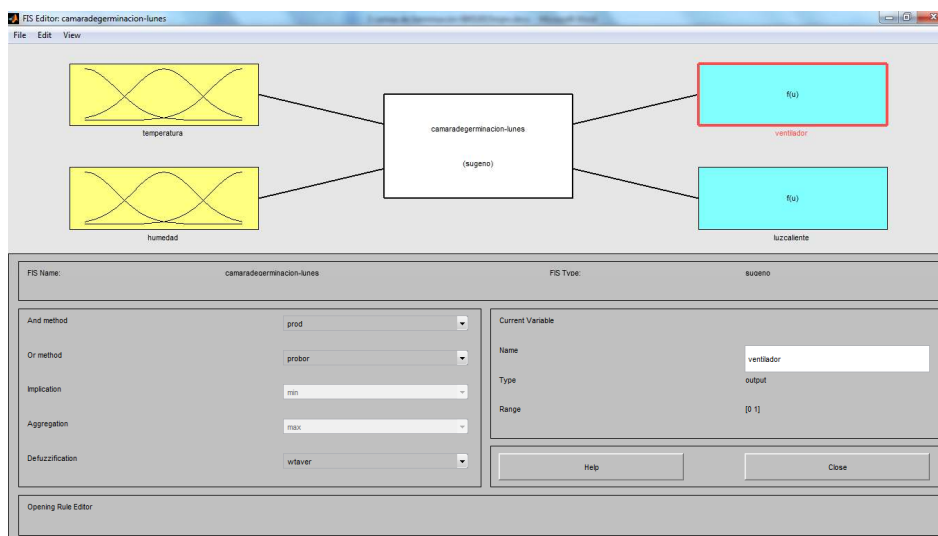 FIS Editor: camaradegerminacion-lunes
File Edit View
temperatura
humedad
camaradegerminacion-lunes
(sugeno)
f(u)
ventilador
f(u)
luzcaliente
FIS Name: camaradegerminacion-lunes FIS Type: sugeno
And method prod
Or method probor
Implication min
Aggregation max
Defuzzification wtaver
Current Variable
Name ventilador
Type output
Range [0 1]
Help Close
Opening Rule Editor